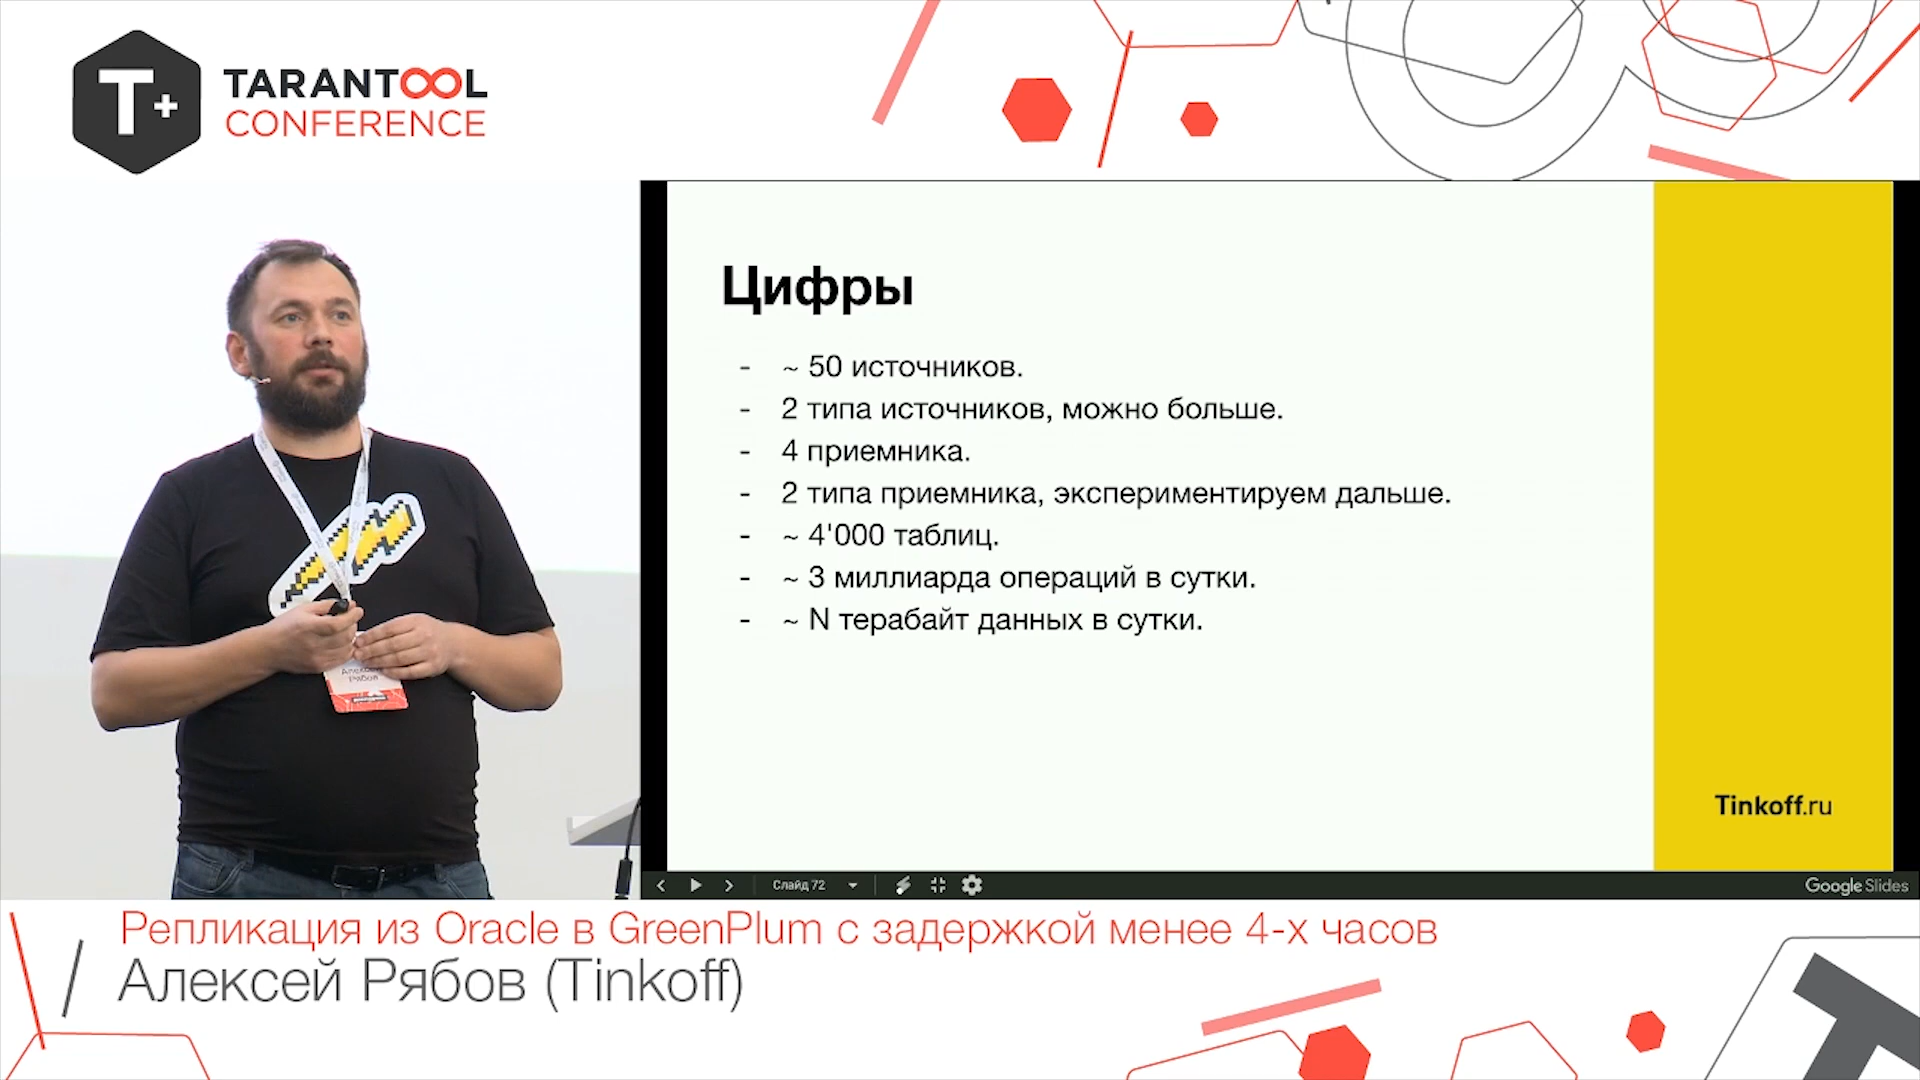 TARANTOOL
CONFERENCE
Цифры
- ~ 50 источников.
- 2 типа источников, можно больше.
- 4 приемника.
- 2 типа приемника, экспериментируем дальше.
- ~ 4'000 таблиц.
- ~ 3 миллиарда операций в сутки.
- ~ N терабайт данных в сутки.
Tinkoff.ru
Слайд 72
Google Slides
Алексей
Рябов
Репликация из Oracle в GreenPlum с задержкой менее 4-х часов
Алексей Рябов (Tinkoff)